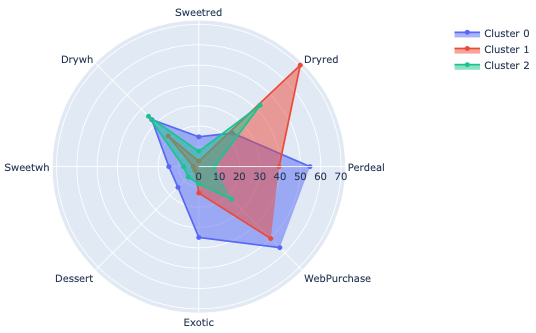 Sweetred
Cluster 0
Cluster 1
Cluster 2
Drywh
Dryred
Sweetwh
Perdeal
0 10 20 30 40 50 60 70
Dessert
WebPurchase
Exotic